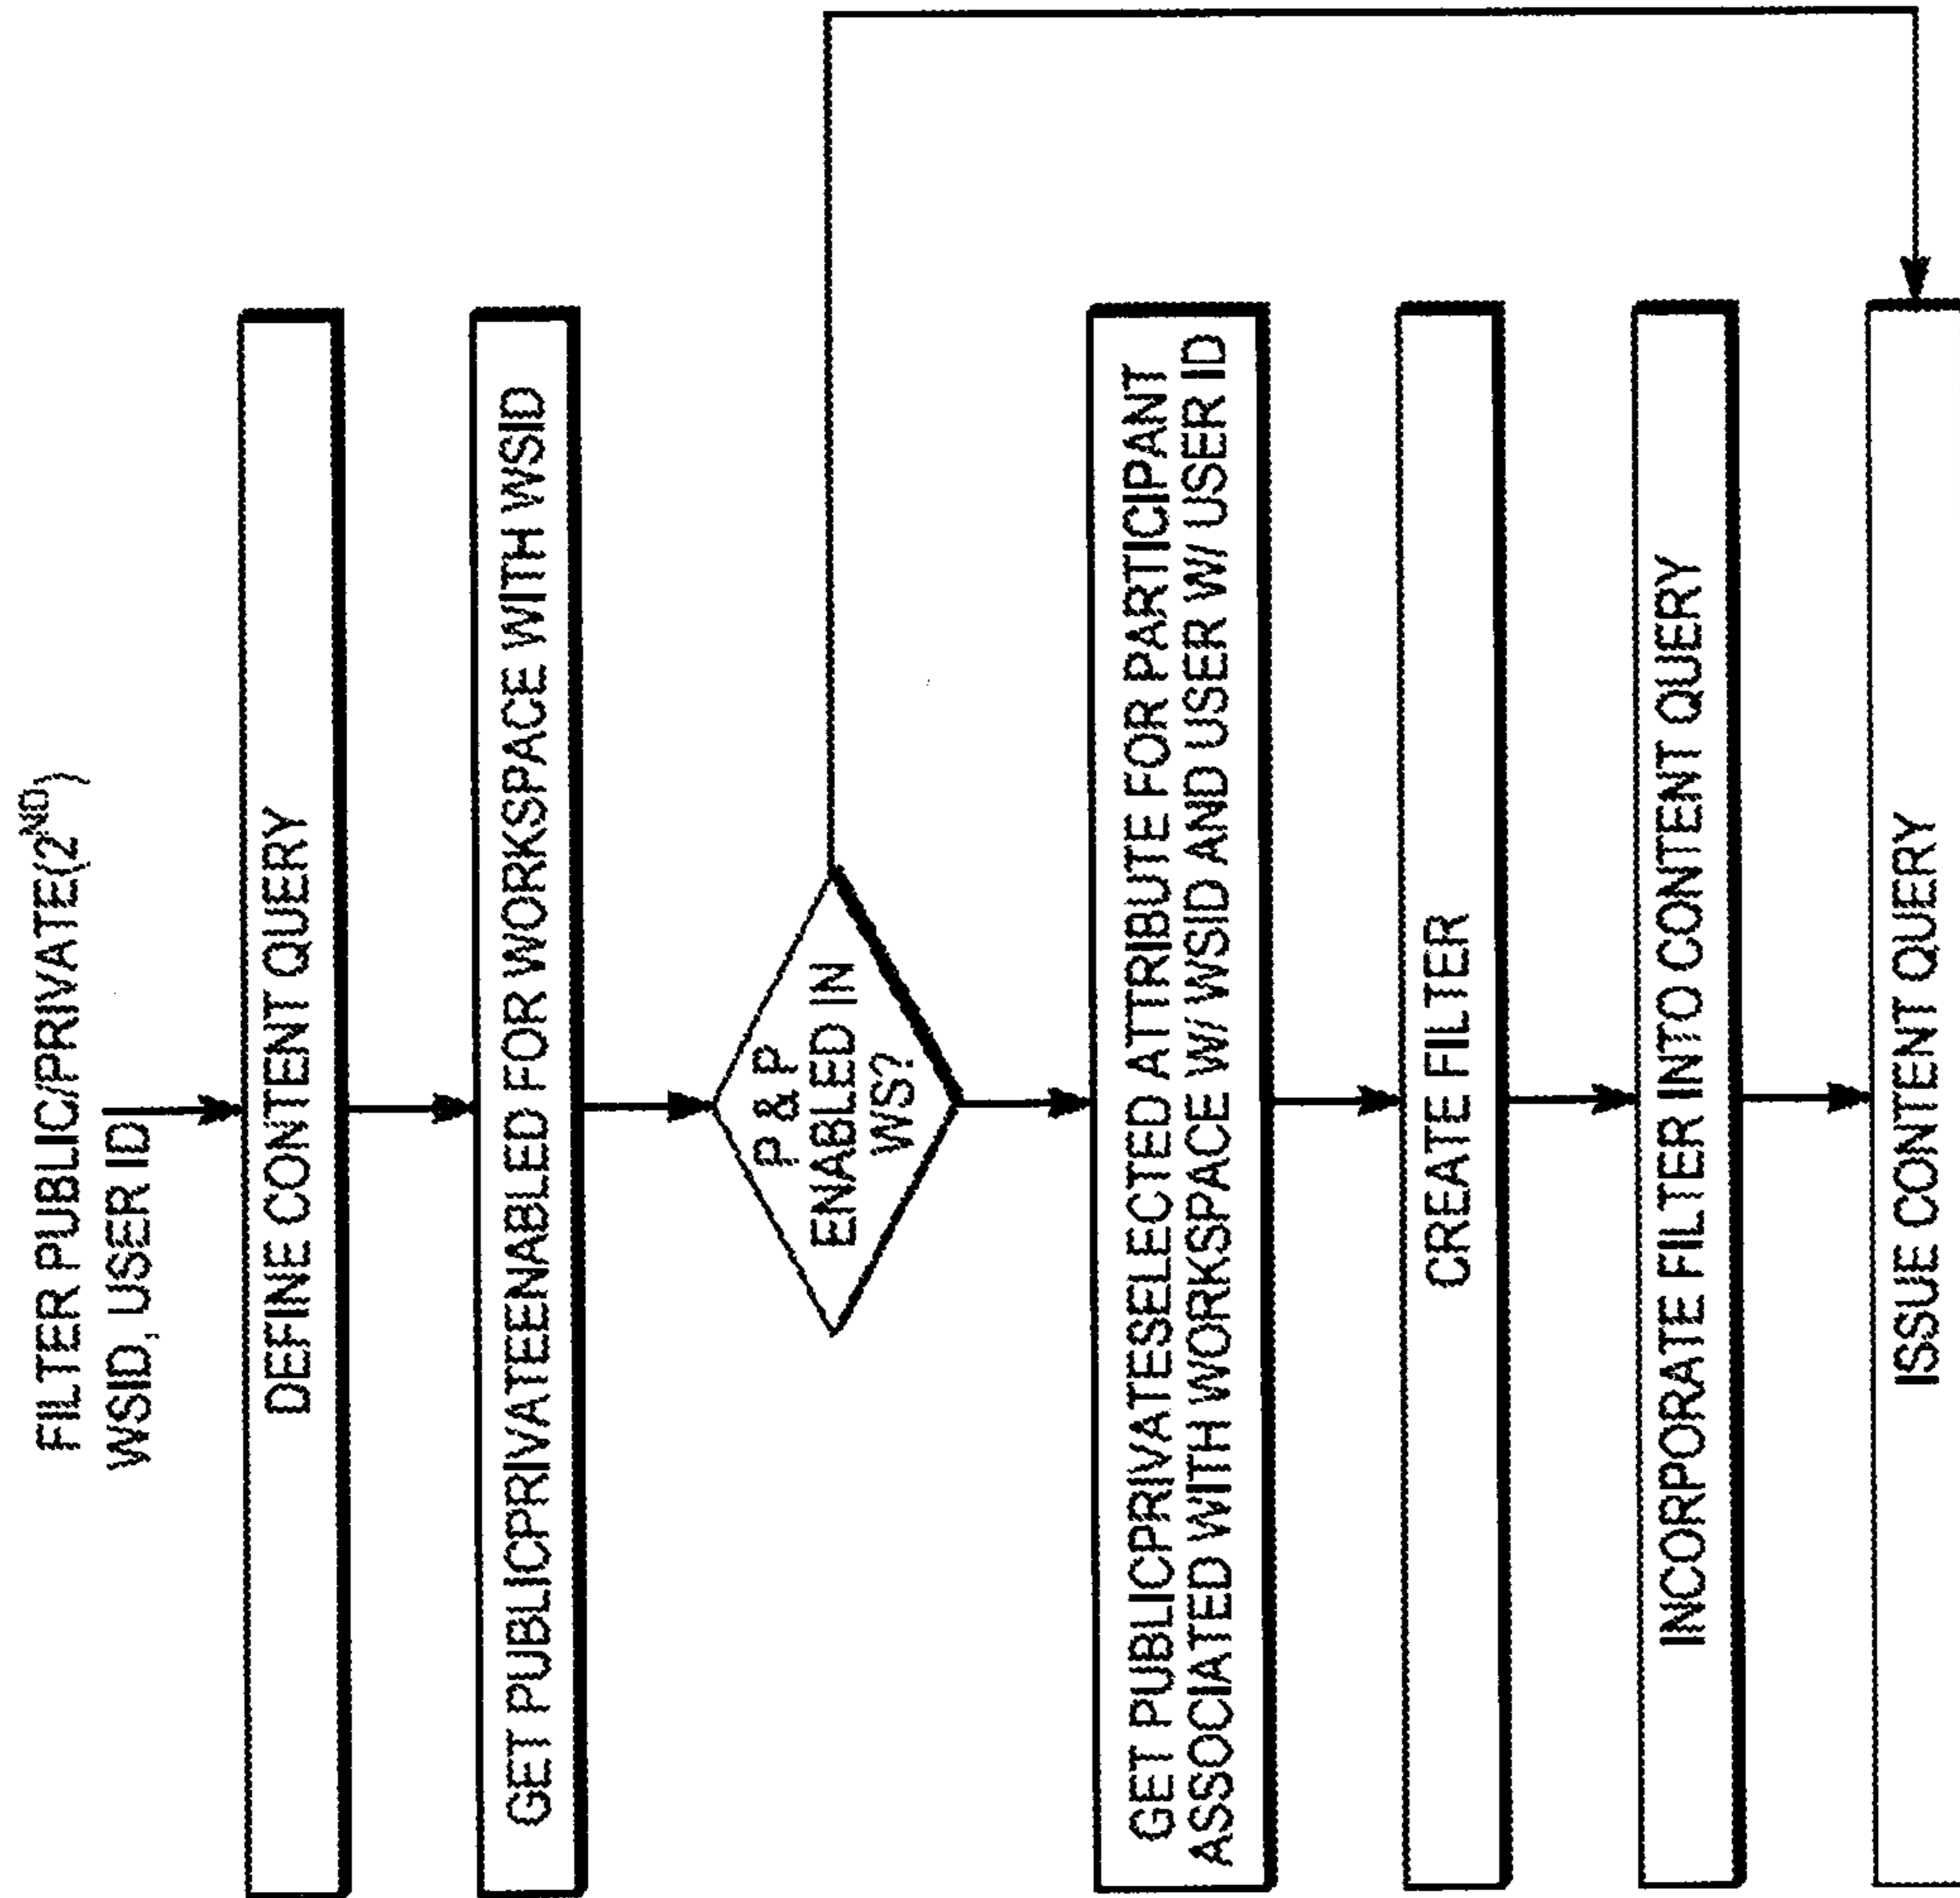 FILTER PUBLIC/PRIVATE(2ND)
WSID, USER ID
DEFINE CONTENT QUERY
GET PUBLICPRIVATEENABLED FOR WORKSPACE WITH WSID
P & P
ENABLED IN
WS?
GET PUBLICPRIVATESELECTED ATTRIBUTE FOR PARTICIPANT
ASSOCIATED WITH WORKSPACE W/ WSID AND USER W/ USER ID
CREATE FILTER
INCORPORATE FILTER INTO CONTENT QUERY
ISSUE CONTENT QUERY